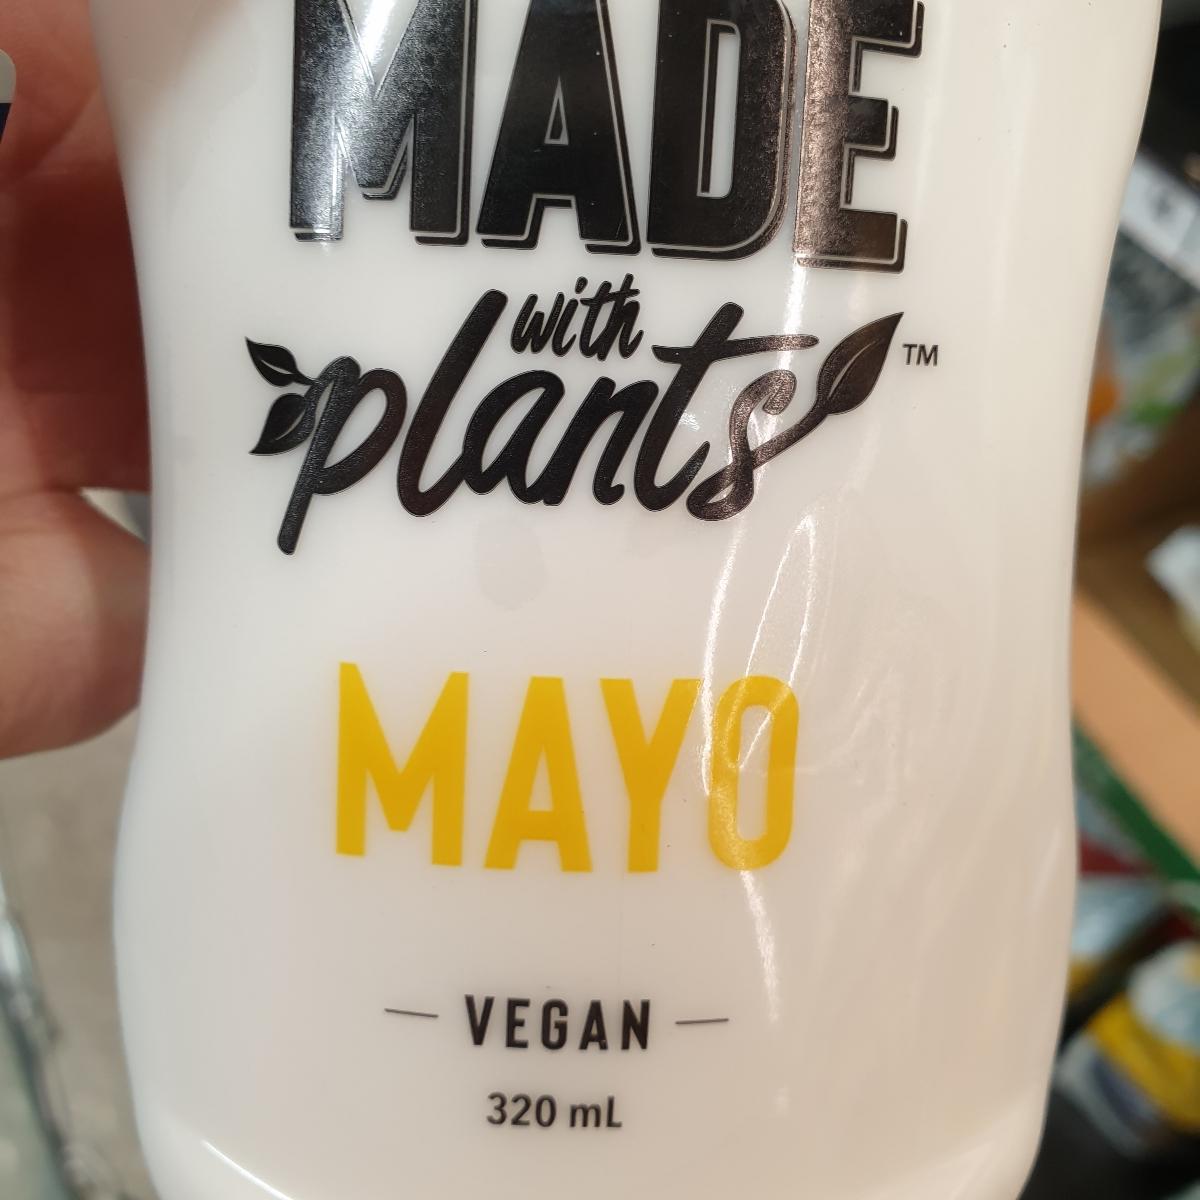 MADE
with
plants™
MAYO
— VEGAN —
320 mL